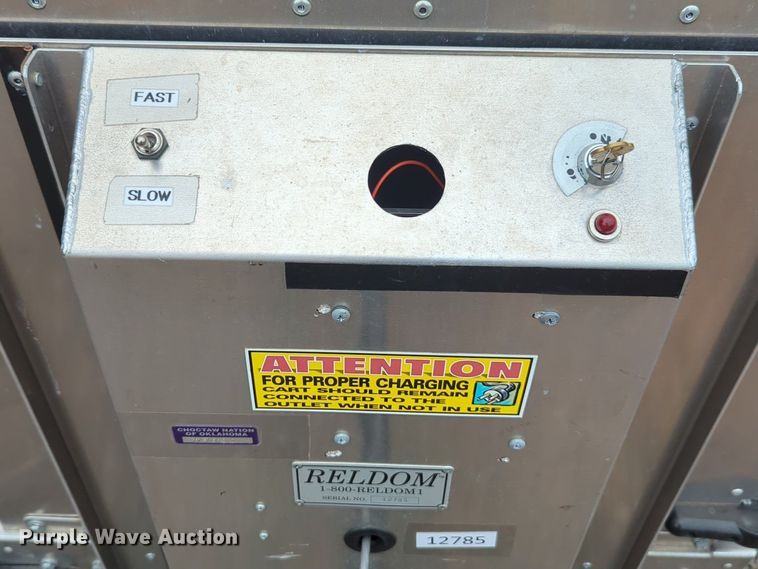 FAST
SLOW
ATTENTION
FOR PROPER CHARGING
CART SHOULD REMAIN
CONNECTED TO THE
OUTLET WHEN NOT IN USE
CHOCTAW NATION
OF OKLAHOMA
RELDOM
1-800-RELDOM1
SERIAL NO. 12785
12785
Purple Wave Auction